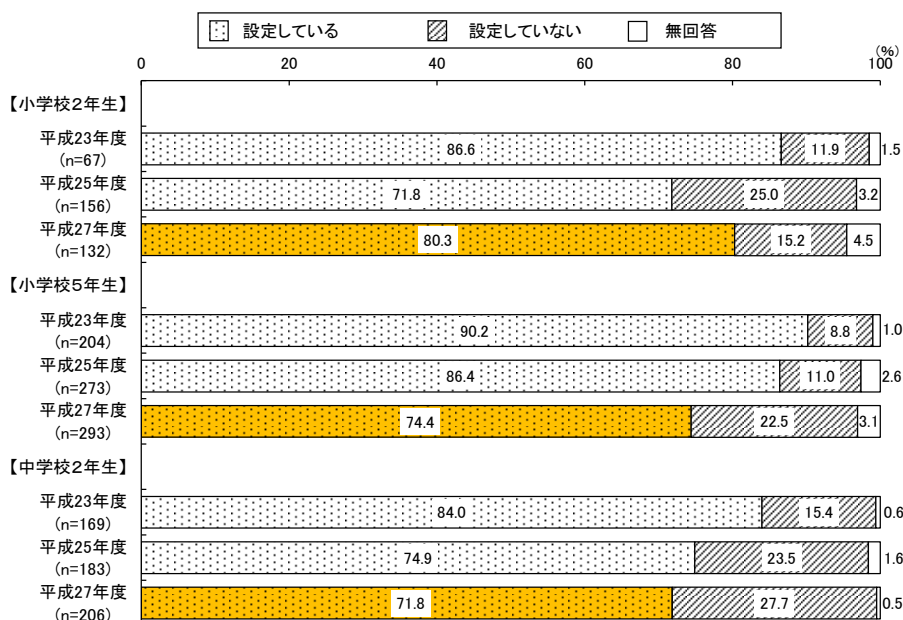 設定している 設定していない 無回答
(%)
0 20 40 60 80 100
【小学校2年生】
平成23年度
(n=67)
86.6 11.9 1.5
平成25年度
(n=156)
71.8 25.0 3.2
平成27年度
(n=132)
80.3 15.2 4.5
【小学校5年生】
平成23年度
(n=204)
90.2 8.8 1.0
平成25年度
(n=273)
86.4 11.0 2.6
平成27年度
(n=293)
74.4 22.5 3.1
【中学校2年生】
平成23年度
(n=169)
84.0 15.4 0.6
平成25年度
(n=183)
74.9 23.5 1.6
平成27年度
(n=206)
71.8 27.7 0.5